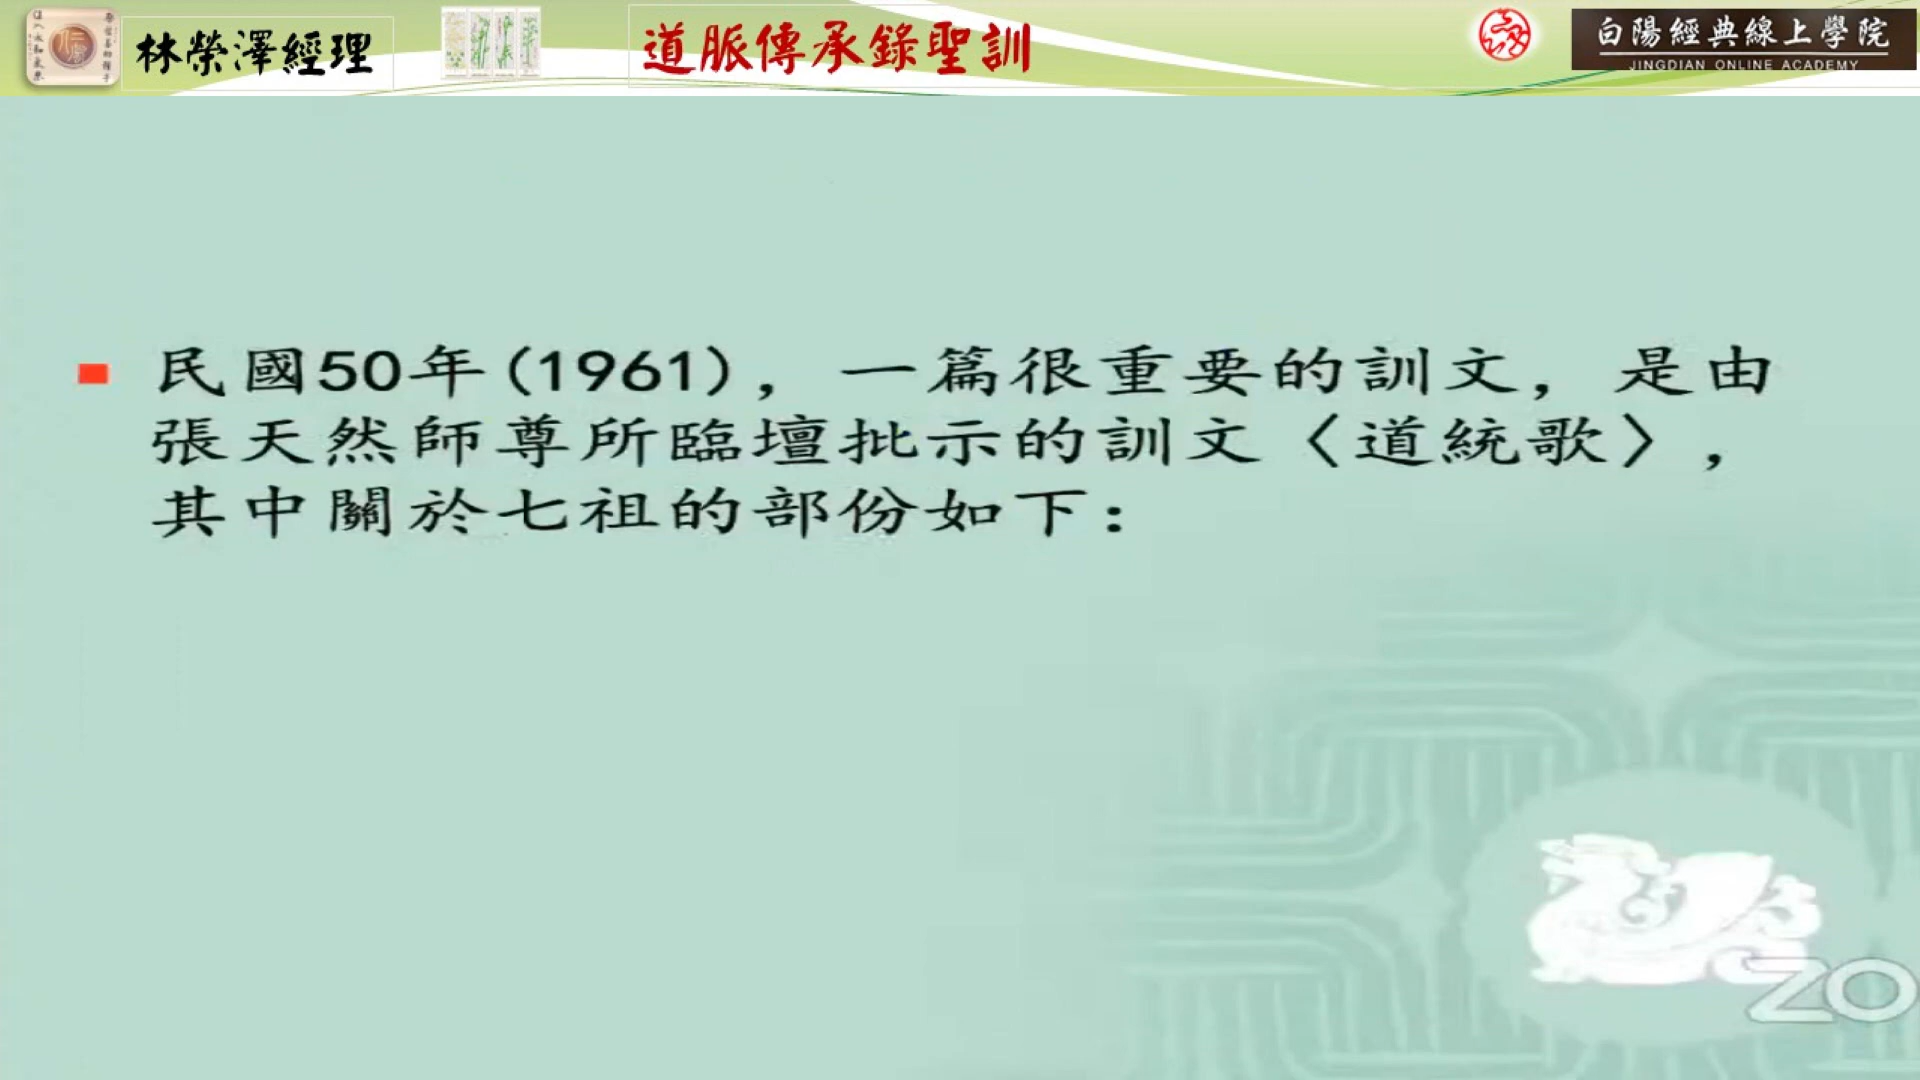 林榮澤經理
道脈傳承錄聖訓
白陽經典線上學院
JINGDIAN ONLINE ACADEMY
民國50年(1961)，一篇很重要的訓文，是由
張天然師尊所臨壇批示的訓文〈道統歌〉，
其中關於七祖的部份如下：
ZO